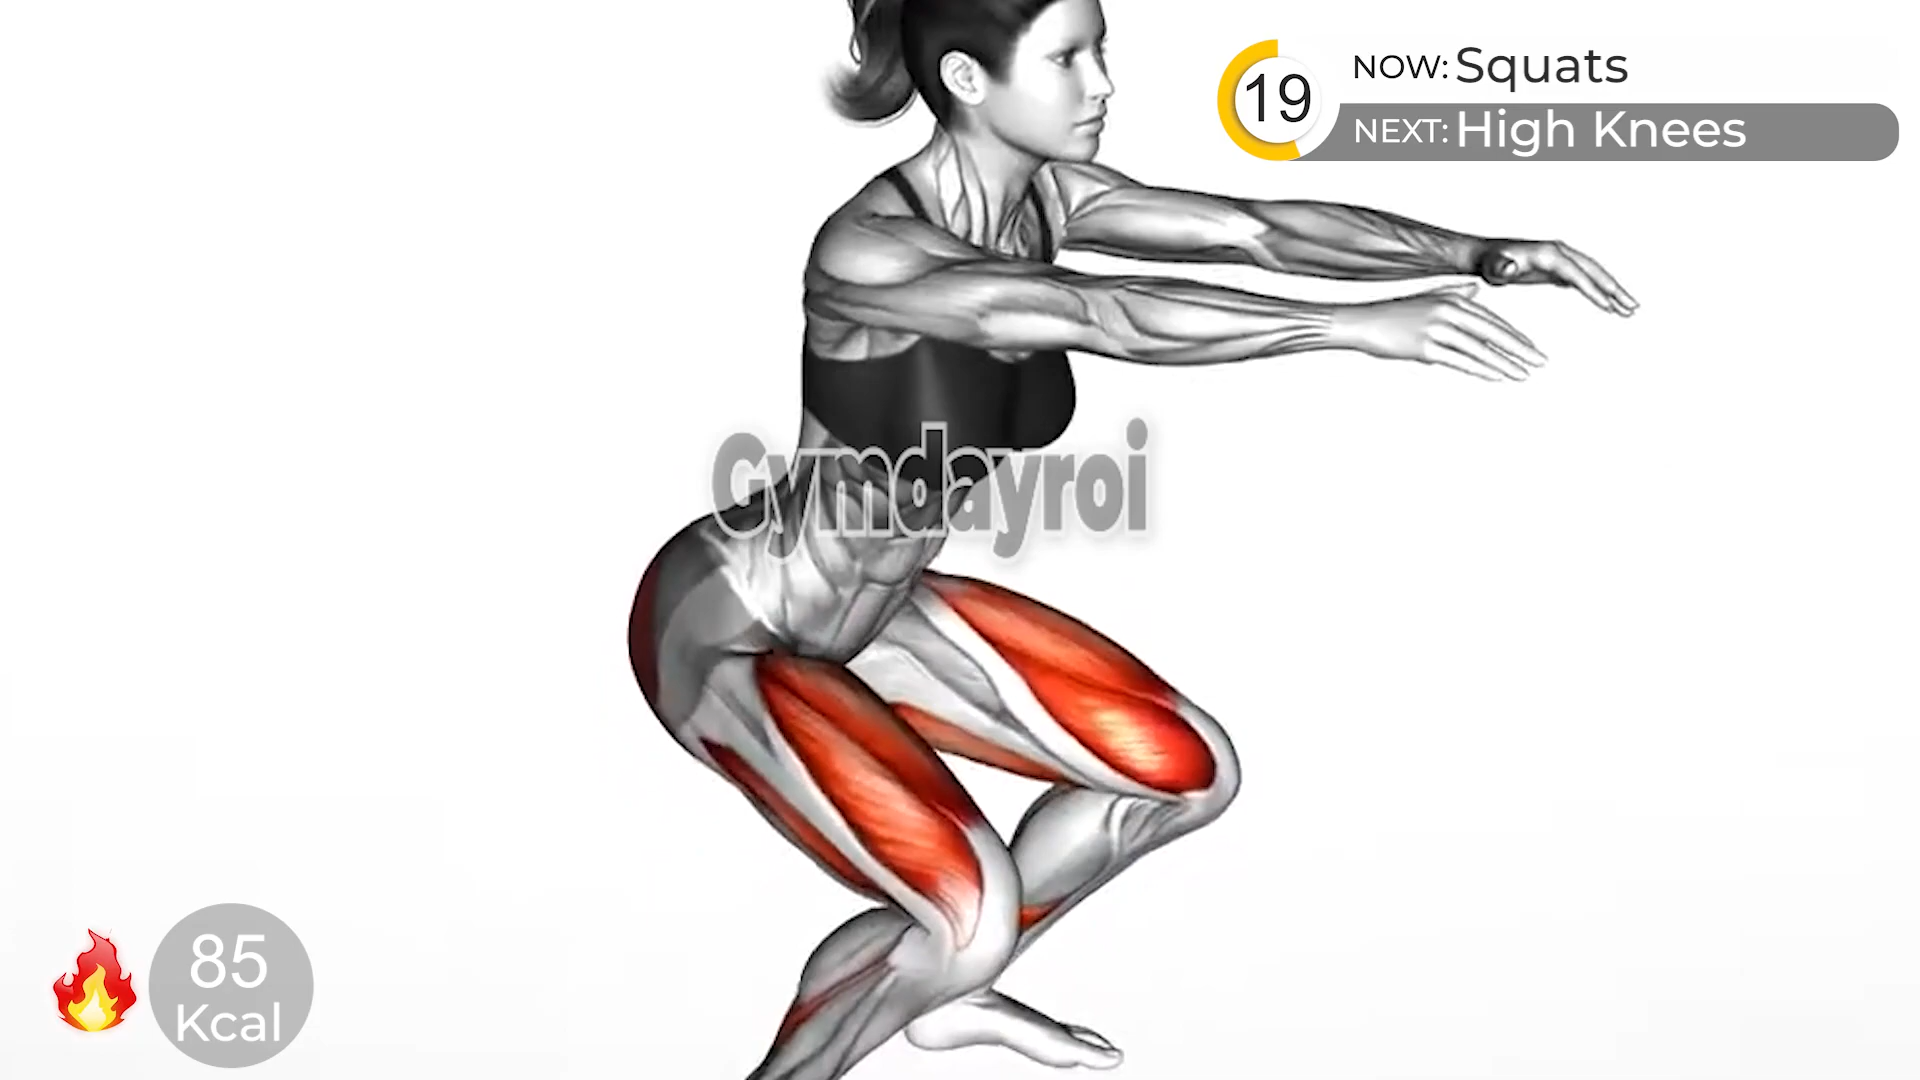 19
NOW: Squats
NEXT: High Knees
Gymdayroi
85
Kcal